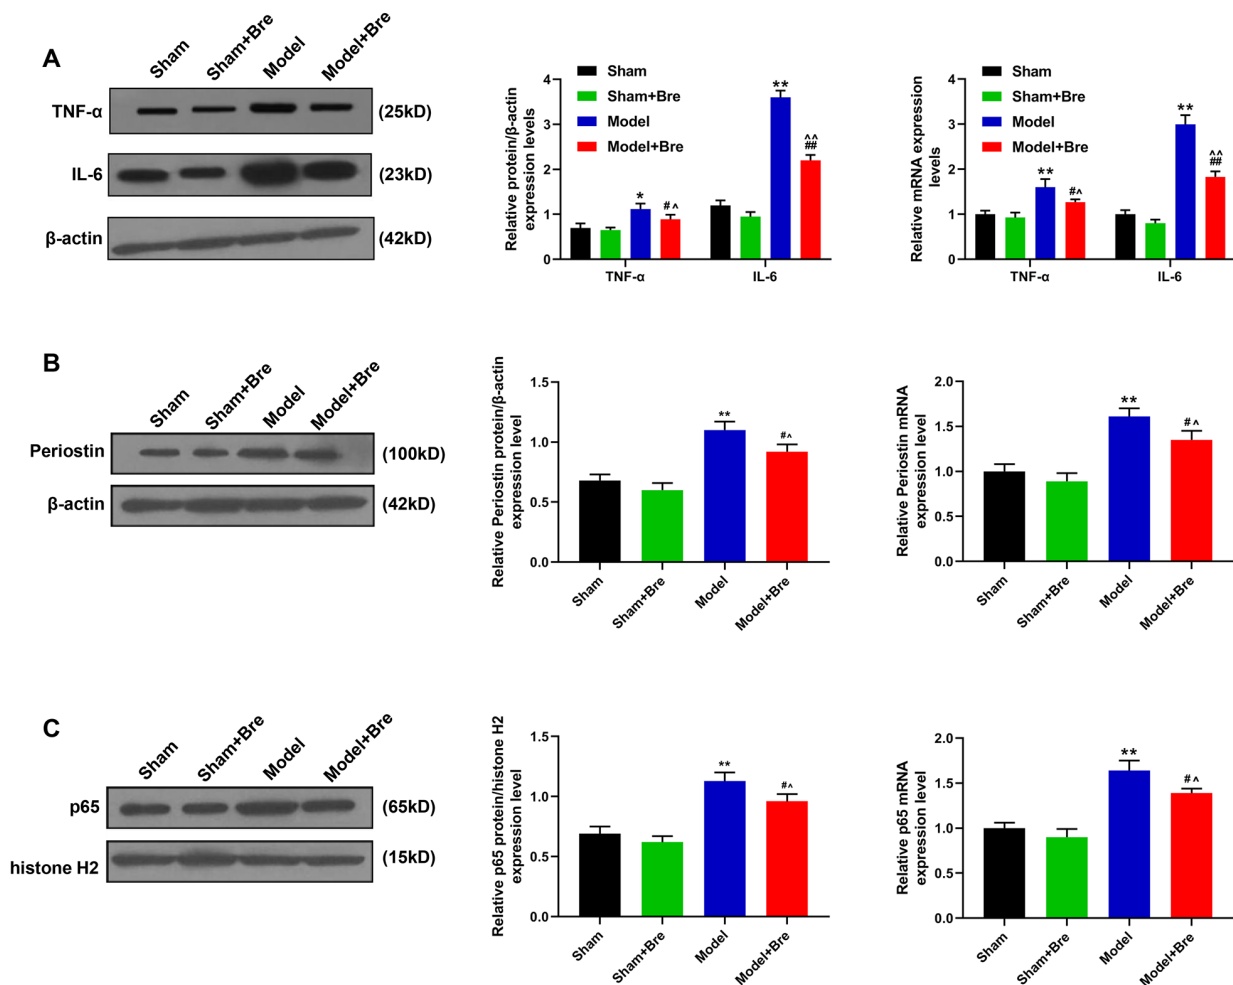 A
Sham
Sham+Bre
Model
Model+Bre
TNF-α
(25kD)
IL-6
(23kD)
β-actin
(42kD)
Relative protein/β-actin
expression levels
4
3
2
1
0
Sham
Sham+Bre
Model
Model+Bre
*
#^
**
^^
##
TNF-α
IL-6
Relative mRNA expression
levels
4
3
2
1
0
Sham
Sham+Bre
Model
Model+Bre
**
#^
**
^^
##
TNF-α
IL-6
B
Sham
Sham+Bre
Model
Model+Bre
Periostin
(100kD)
β-actin
(42kD)
Relative Periostin protein/β-actin
expression level
1.5
1.0
0.5
0.0
**
#^
Sham
Sham+Bre
Model
Model+Bre
Relative Periostin mRNA
expression level
2.0
1.5
1.0
0.5
0.0
**
#^
Sham
Sham+Bre
Model
Model+Bre
C
Sham
Sham+Bre
Model
Model+Bre
p65
(65kD)
histone H2
(15kD)
Relative p65 protein/histone H2
expression level
1.5
1.0
0.5
0.0
**
#^
Sham
Sham+Bre
Model
Model+Bre
Relative p65 mRNA
expression level
2.0
1.5
1.0
0.5
0.0
**
#^
Sham
Sham+Bre
Model
Model+Bre